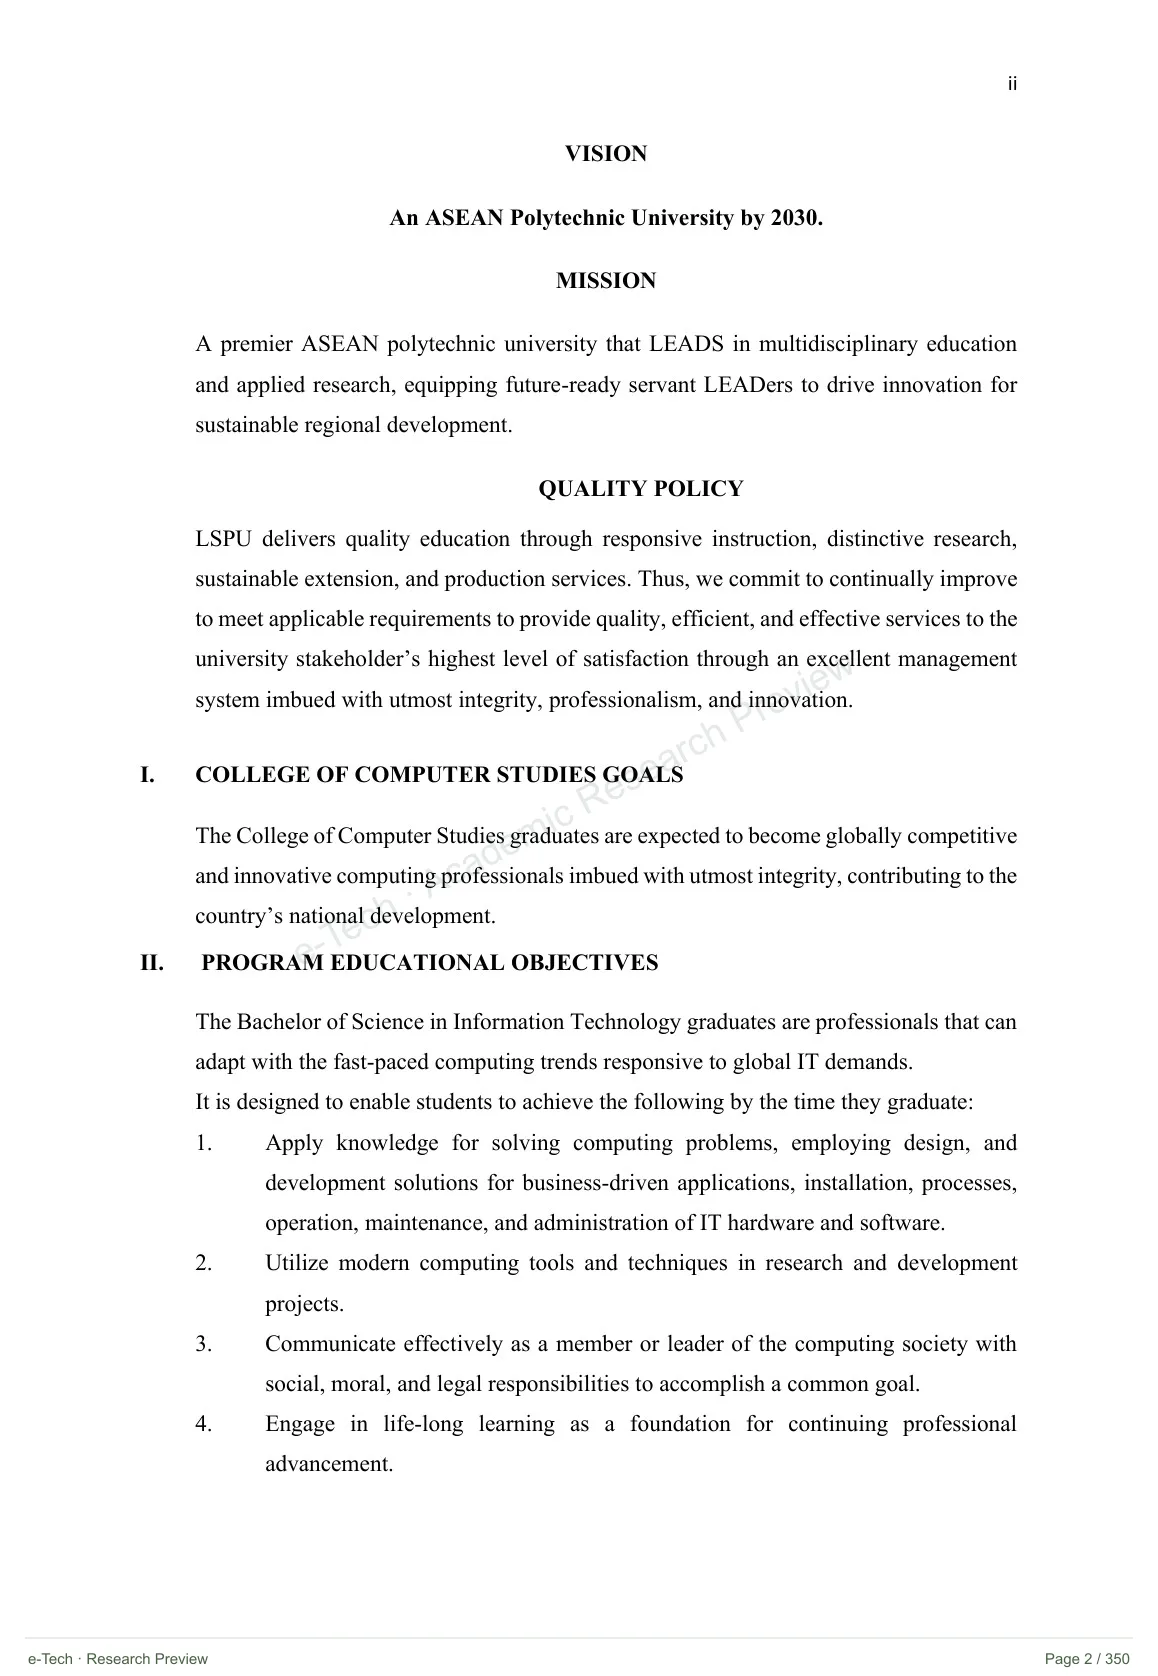 ii
VISION
An ASEAN Polytechnic University by 2030.
MISSION
A premier ASEAN polytechnic university that LEADS in multidisciplinary education
and applied research, equipping future-ready servant LEADers to drive innovation for
sustainable regional development.
QUALITY POLICY
LSPU delivers quality education through responsive instruction, distinctive research,
sustainable extension, and production services. Thus, we commit to continually improve
to meet applicable requirements to provide quality, efficient, and effective services to the
university stakeholder’s highest level of satisfaction through an excellent management
system imbued with utmost integrity, professionalism, and innovation.
I. COLLEGE OF COMPUTER STUDIES GOALS
The College of Computer Studies graduates are expected to become globally competitive
and innovative computing professionals imbued with utmost integrity, contributing to the
country’s national development.
II. PROGRAM EDUCATIONAL OBJECTIVES
The Bachelor of Science in Information Technology graduates are professionals that can
adapt with the fast-paced computing trends responsive to global IT demands.
It is designed to enable students to achieve the following by the time they graduate:
1. Apply knowledge for solving computing problems, employing design, and
development solutions for business-driven applications, installation, processes,
operation, maintenance, and administration of IT hardware and software.
2. Utilize modern computing tools and techniques in research and development
projects.
3. Communicate effectively as a member or leader of the computing society with
social, moral, and legal responsibilities to accomplish a common goal.
4. Engage in life-long learning as a foundation for continuing professional
advancement.
e-Tech · Academic Research Preview
e-Tech · Research Preview
Page 2 / 350